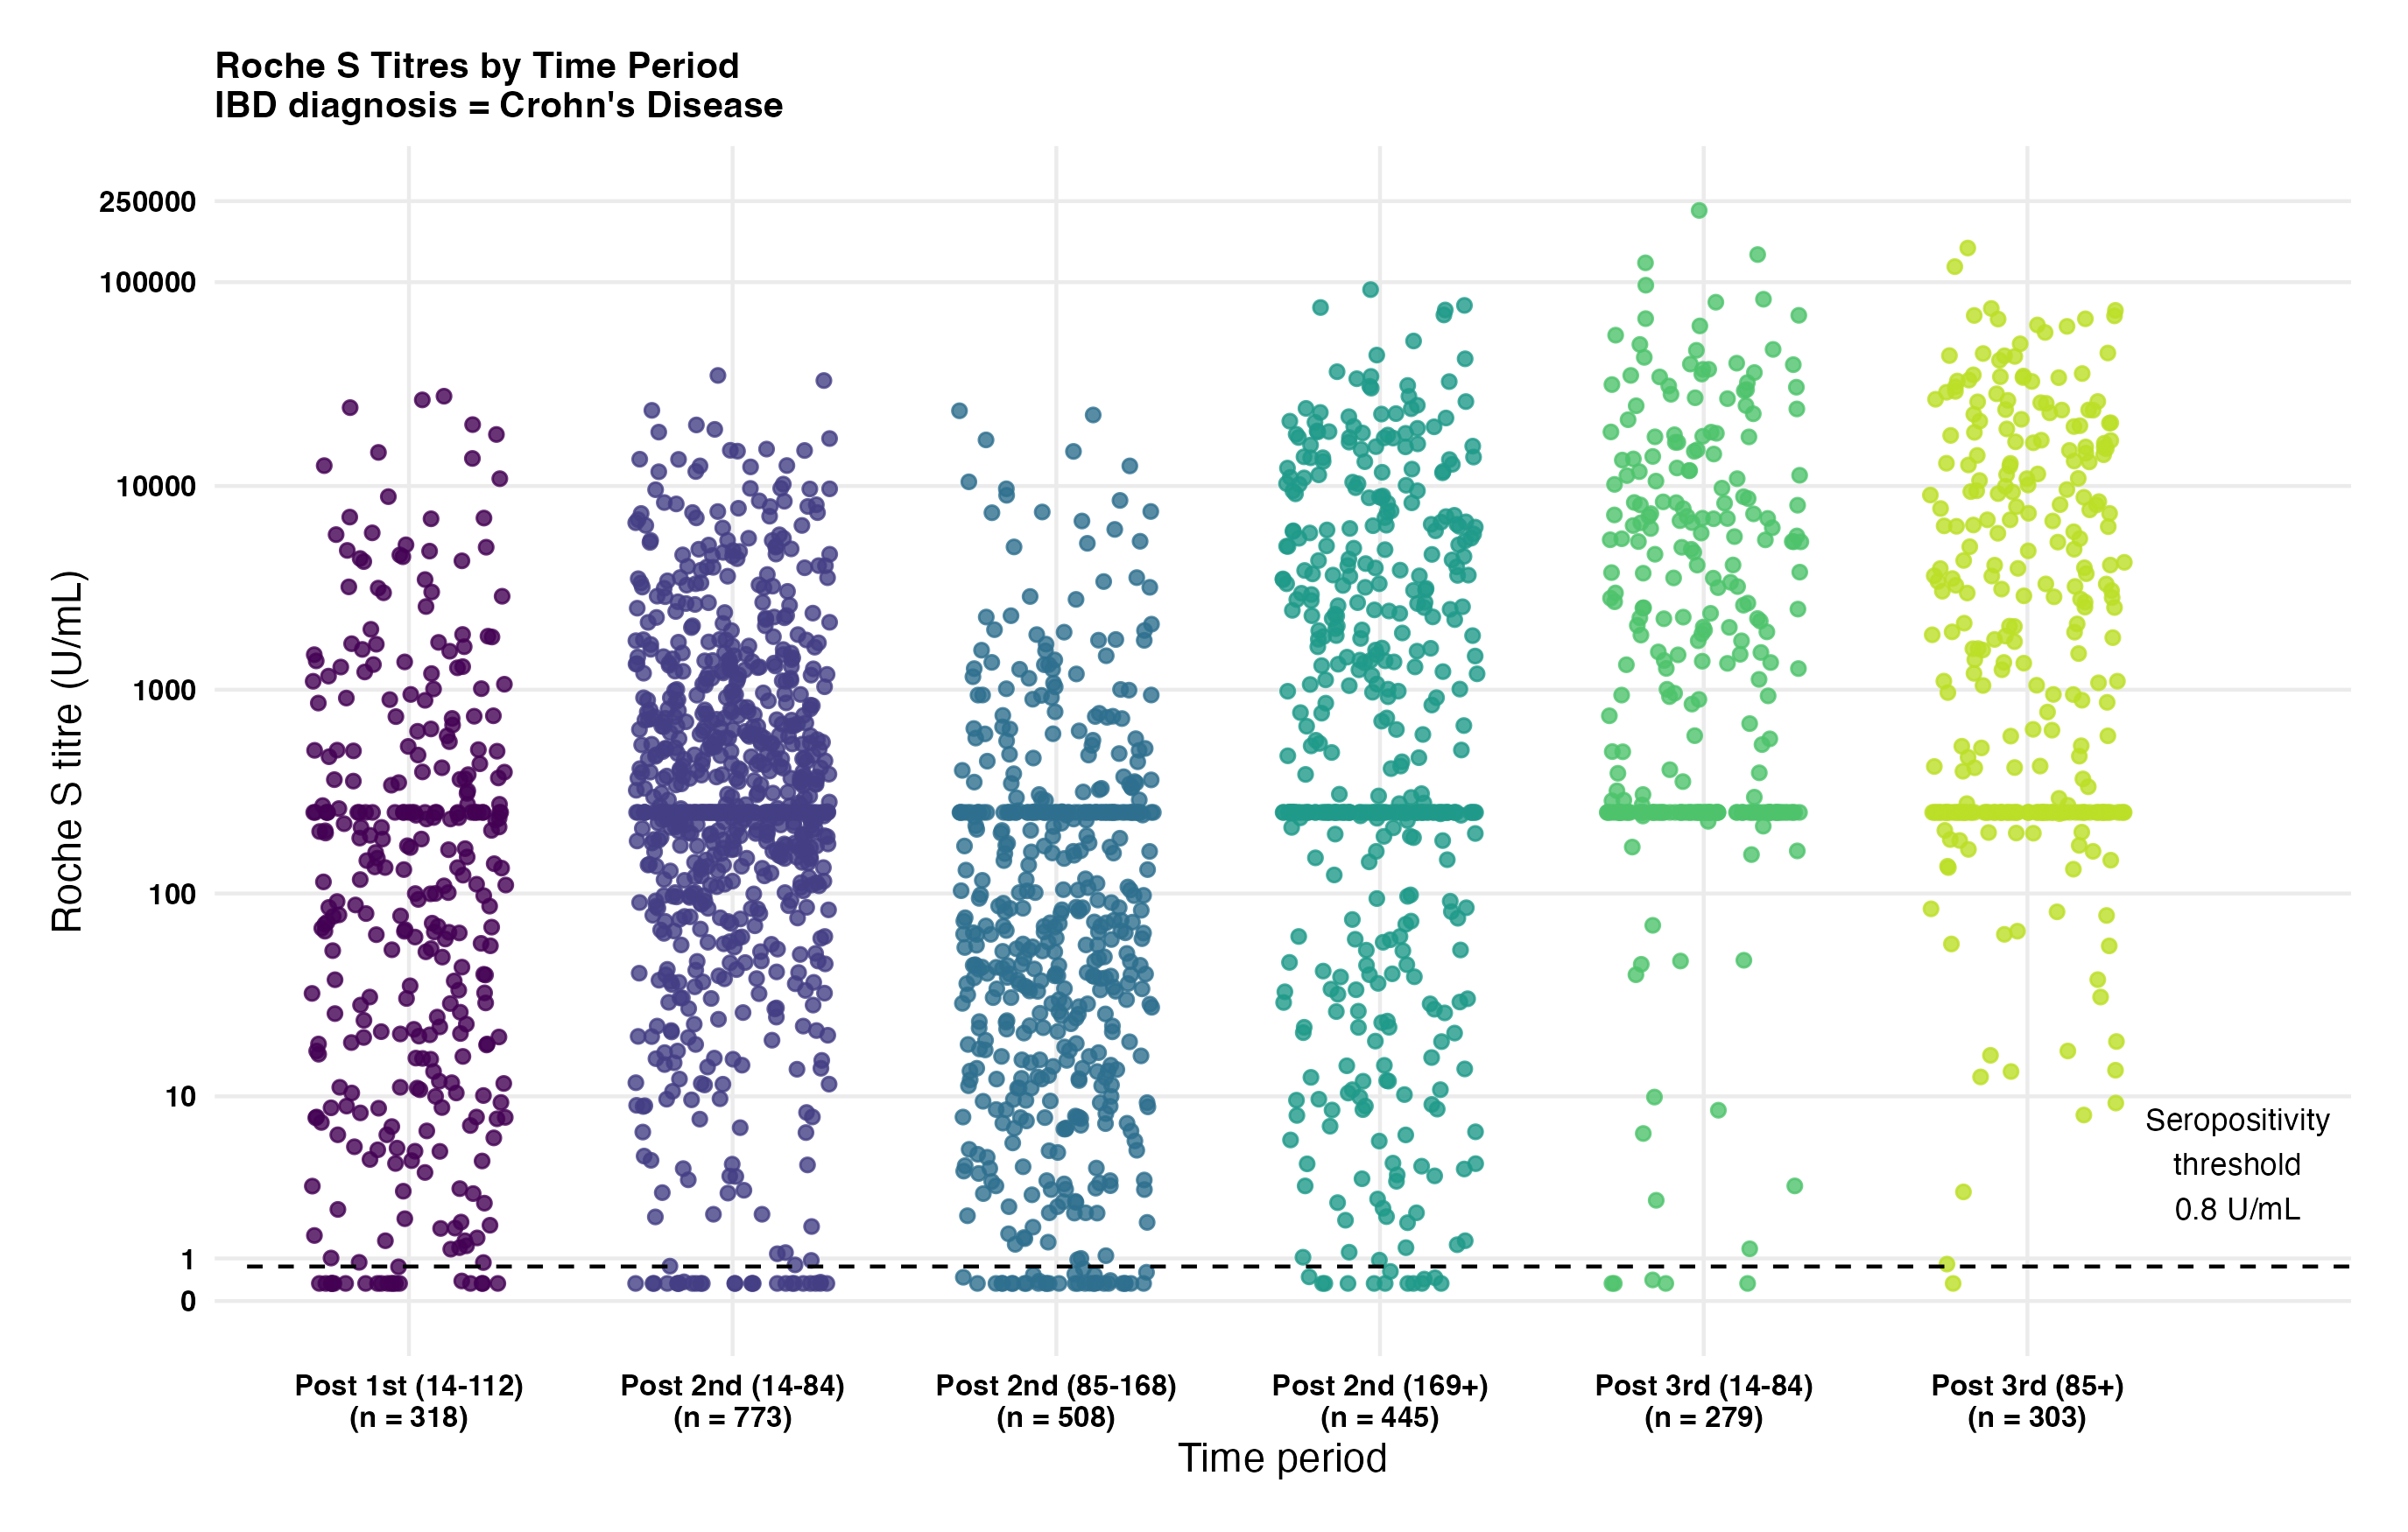 Roche S Titres by Time Period
IBD diagnosis = Crohn's Disease
Roche S titre (U/mL)
250000
100000
10000
1000
100
10
1
0
Seropositivity
threshold
0.8 U/mL
Post 1st (14-112)
(n = 318)
Post 2nd (14-84)
(n = 773)
Post 2nd (85-168)
(n = 508)
Post 2nd (169+)
(n = 445)
Post 3rd (14-84)
(n = 279)
Post 3rd (85+)
(n = 303)
Time period